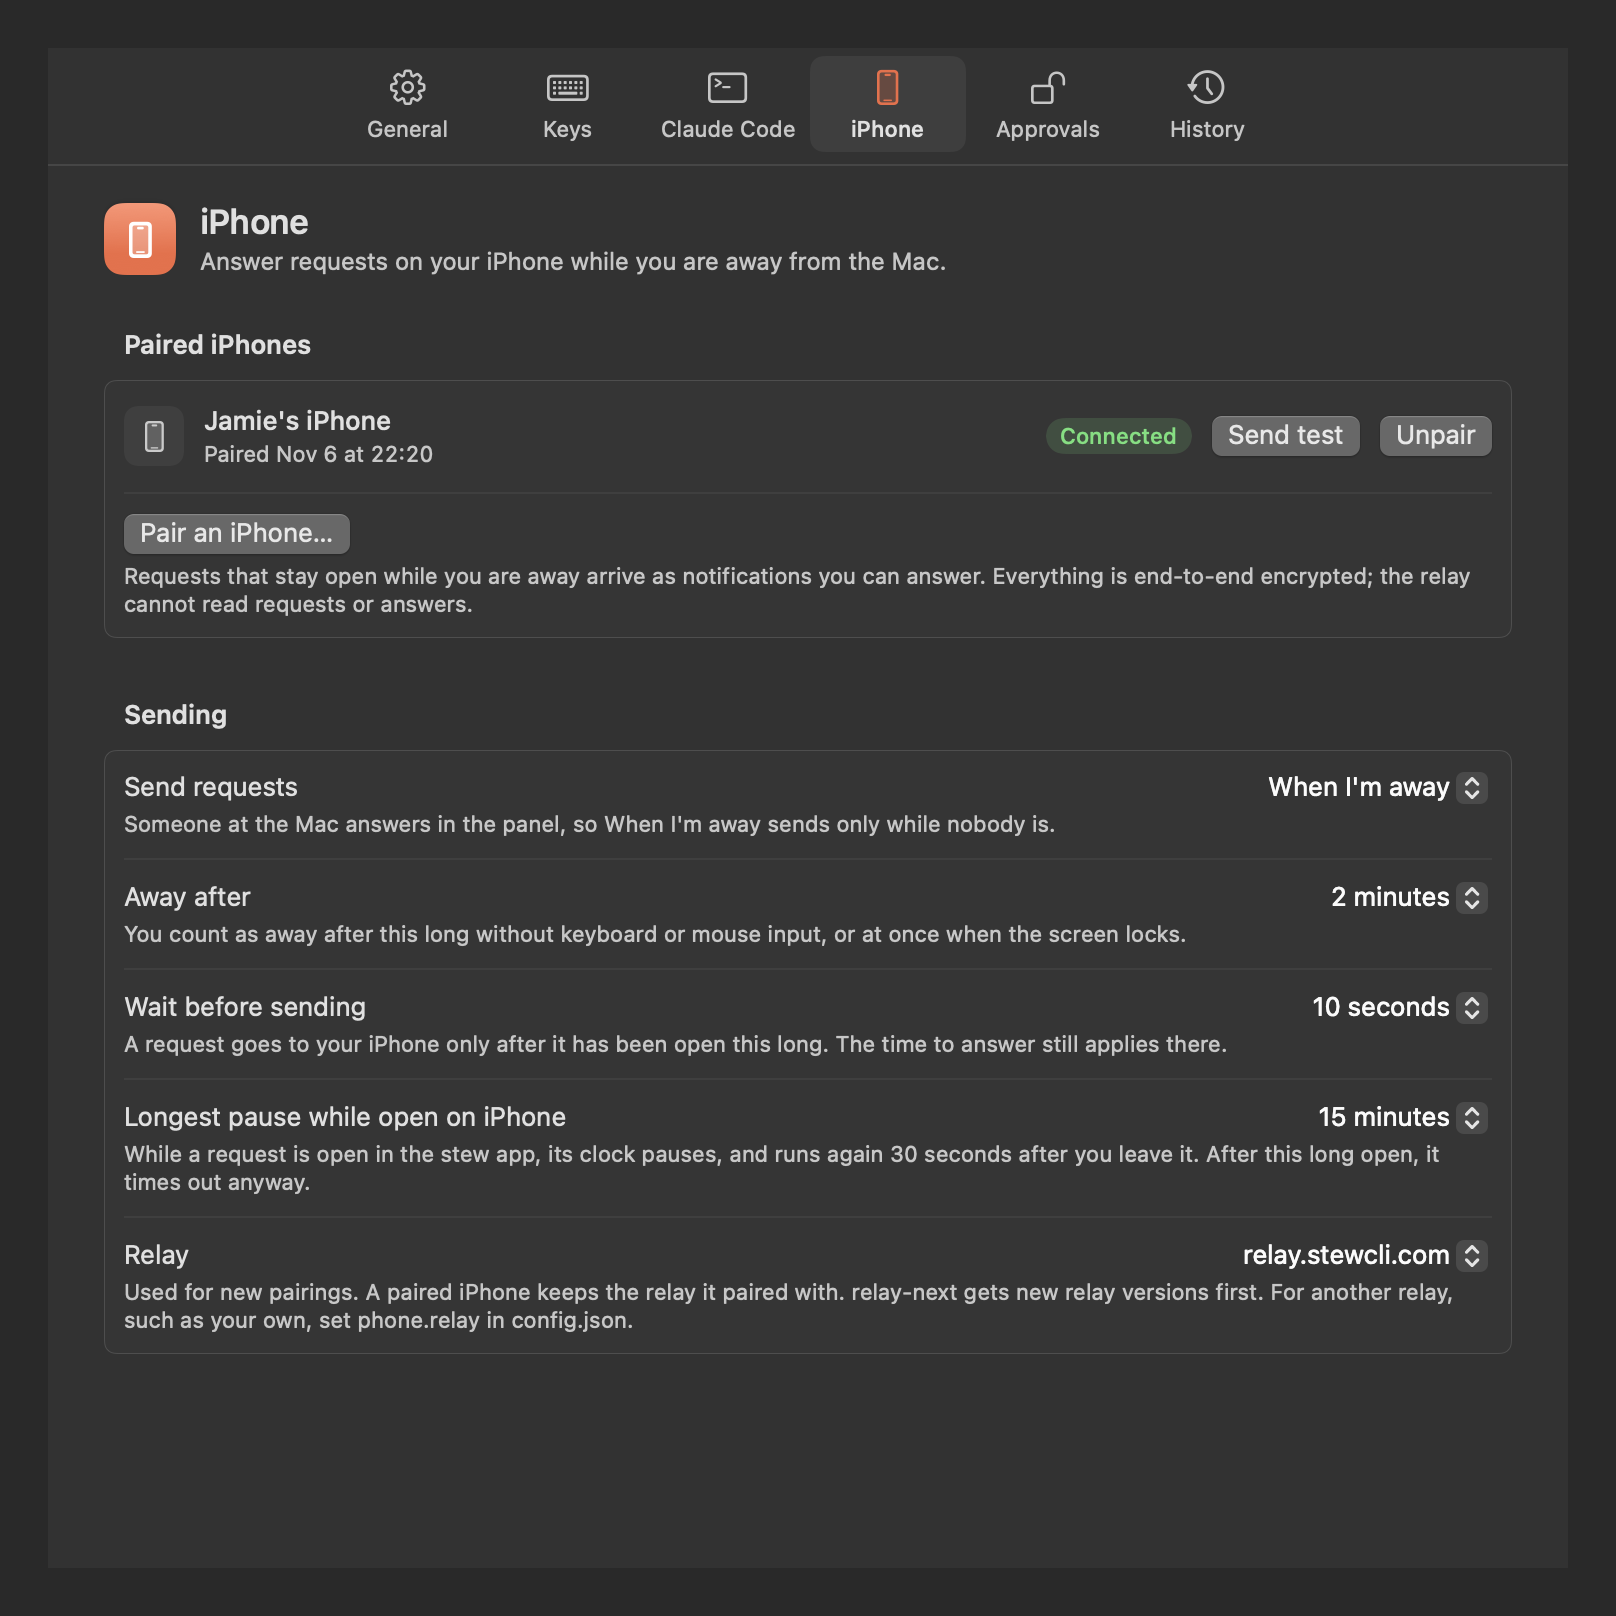 General
Keys
Claude Code
iPhone
Approvals
History
iPhone
Answer requests on your iPhone while you are away from the Mac.
Paired iPhones
Jamie's iPhone
Paired Nov 6 at 22:20
Connected
Send test
Unpair
Pair an iPhone...
Requests that stay open while you are away arrive as notifications you can answer. Everything is end-to-end encrypted; the relay
cannot read requests or answers.
Sending
Send requests
When I'm away
Someone at the Mac answers in the panel, so When I'm away sends only while nobody is.
Away after
2 minutes
You count as away after this long without keyboard or mouse input, or at once when the screen locks.
Wait before sending
10 seconds
A request goes to your iPhone only after it has been open this long. The time to answer still applies there.
Longest pause while open on iPhone
15 minutes
While a request is open in the stew app, its clock pauses, and runs again 30 seconds after you leave it. After this long open, it
times out anyway.
Relay
relay.stewcli.com
Used for new pairings. A paired iPhone keeps the relay it paired with. relay-next gets new relay versions first. For another relay,
such as your own, set phone.relay in config.json.